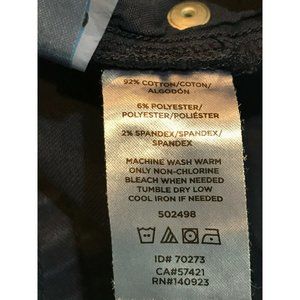 92% COTTON/COTON/
ALGODÓN
6% POLYESTER/
POLYESTER/POLIÉSTER
2% SPANDEX/SPANDEX/
SPANDEX
MACHINE WASH WARM
ONLY NON-CHLORINE
BLEACH WHEN NEEDED
TUMBLE DRY LOW
COOL IRON IF NEEDED
502498
ID# 70273
CA#57421
RN#140923